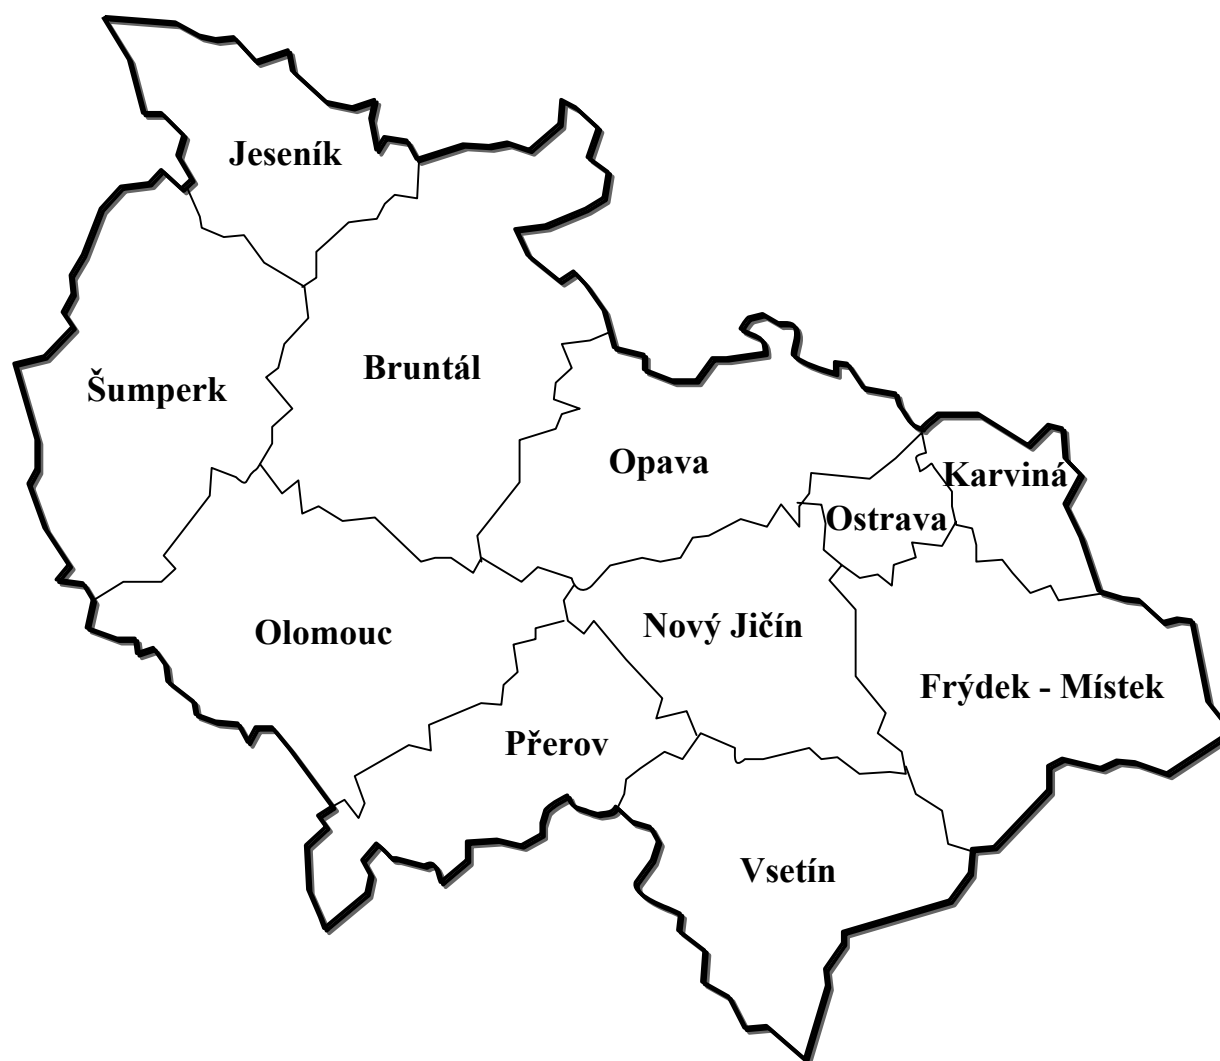 Jeseník
Bruntál
Šumperk
Opava
Karviná
Ostrava
Olomouc
Nový Jičín
Frýdek - Místek
Přerov
Vsetín